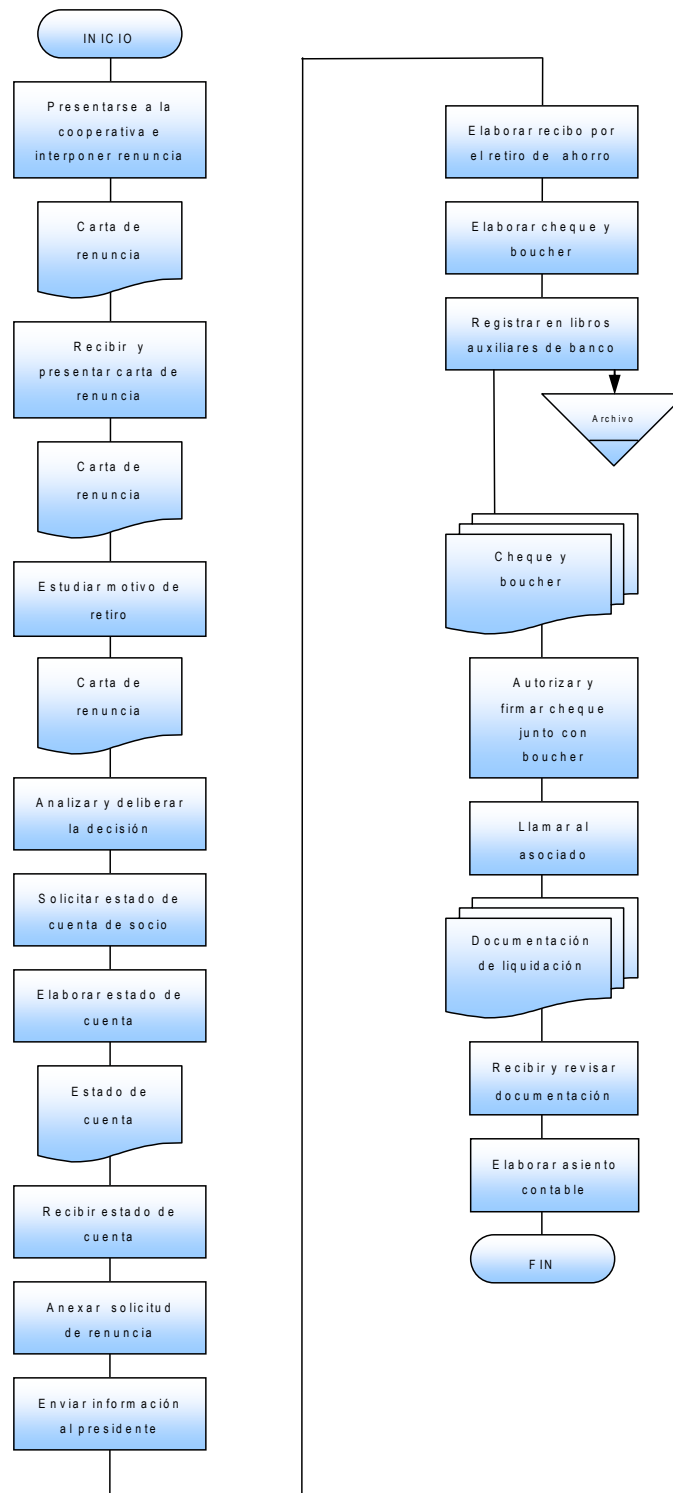 INICIO
Presentarse a la
cooperativa e
interponer renuncia
Carta de
renuncia
Recibir y
presentar carta de
renuncia
Carta de
renuncia
Estudiar motivo de
retiro
Carta de
renuncia
Analizar y deliberar
la decisión
Solicitar estado de
cuenta de socio
Elaborar estado de
cuenta
Estado de
cuenta
Recibir estado de
cuenta
Anexar solicitud
de renuncia
Enviar información
al presidente
Elaborar recibo por
el retiro de ahorro
Elaborar cheque y
boucher
Registrar en libros
auxiliares de banco
Archivo
Cheque y
boucher
Autorizar y
firmar cheque
junto con
boucher
Llamar al
asociado
Documentación
de liquidación
Recibir y revisar
documentación
Elaborar asiento
contable
FIN